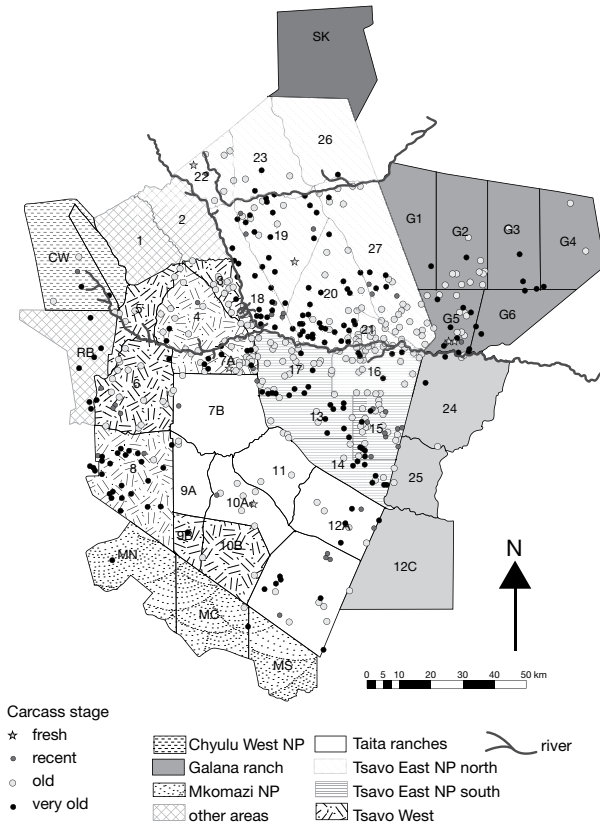 SK
26
23
22
2
1
19
27
G1
G2
G3
G4
CW
3
5
4
18
20
21
G5
G6
RB
7A
17
16
6
7B
13
15
24
14
8
9A
10A
11
25
12A
9B
10B
12C
MN
MC
MS
N
0 5 10 20 30 40 50 km
Carcass stage
fresh
recent
old
very old
Chyulu West NP
Galana ranch
Mkomazi NP
other areas
Taita ranches
Tsavo East NP north
Tsavo East NP south
Tsavo West
river